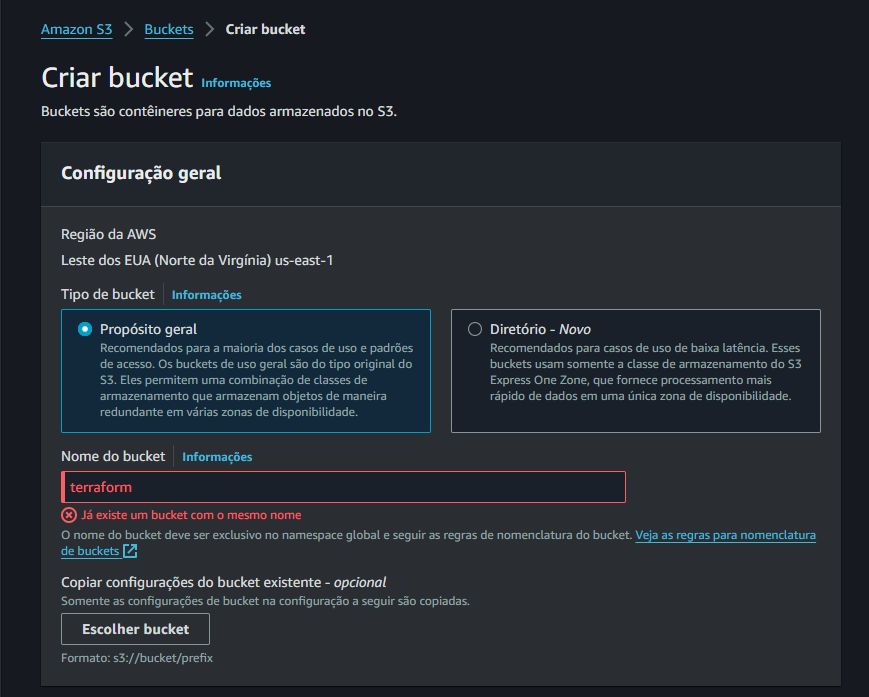 Amazon S3 > Buckets > Criar bucket
Criar bucket Informações
Buckets são contêineres para dados armazenados no S3.
Configuração geral
Região da AWS
Leste dos EUA (Norte da Virgínia) us-east-1
Tipo de bucket Informações
Propósito geral
Recomendados para a maioria dos casos de uso e padrões
de acesso. Os buckets de uso geral são do tipo original do
S3. Eles permitem uma combinação de classes de
armazenamento que armazenam objetos de maneira
redundante em várias zonas de disponibilidade.
Diretório - Novo
Recomendados para casos de uso de baixa latência. Esses
buckets usam somente a classe de armazenamento do S3
Express One Zone, que fornece processamento mais
rápido de dados em uma única zona de disponibilidade.
Nome do bucket Informações
terraform
Já existe um bucket com o mesmo nome
O nome do bucket deve ser exclusivo no namespace global e seguir as regras de nomenclatura do bucket. Veja as regras para nomenclatura
de buckets
Copiar configurações do bucket existente - opcional
Somente as configurações de bucket na configuração a seguir são copiadas.
Escolher bucket
Formato: s3://bucket/prefix